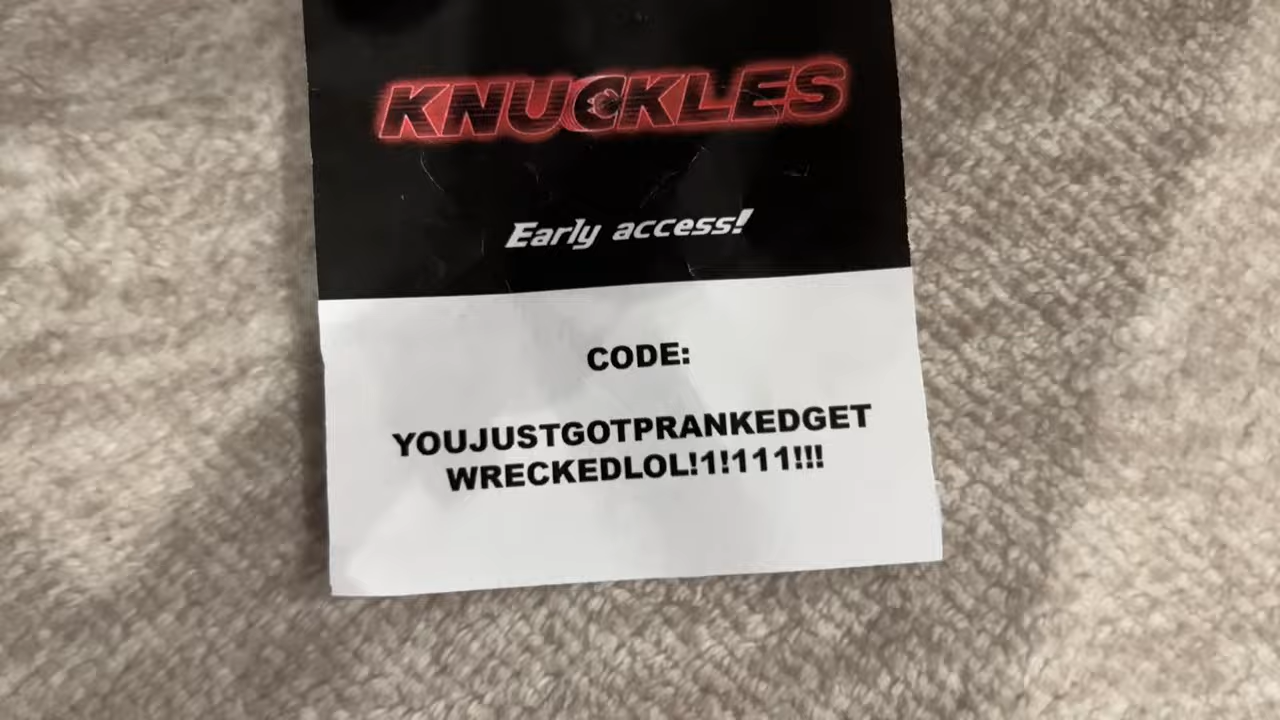 KNUCKLES
Early access!
CODE:
YOUJUSTGOTPRANKEDGET
WRECKEDLOL!1!111!!!